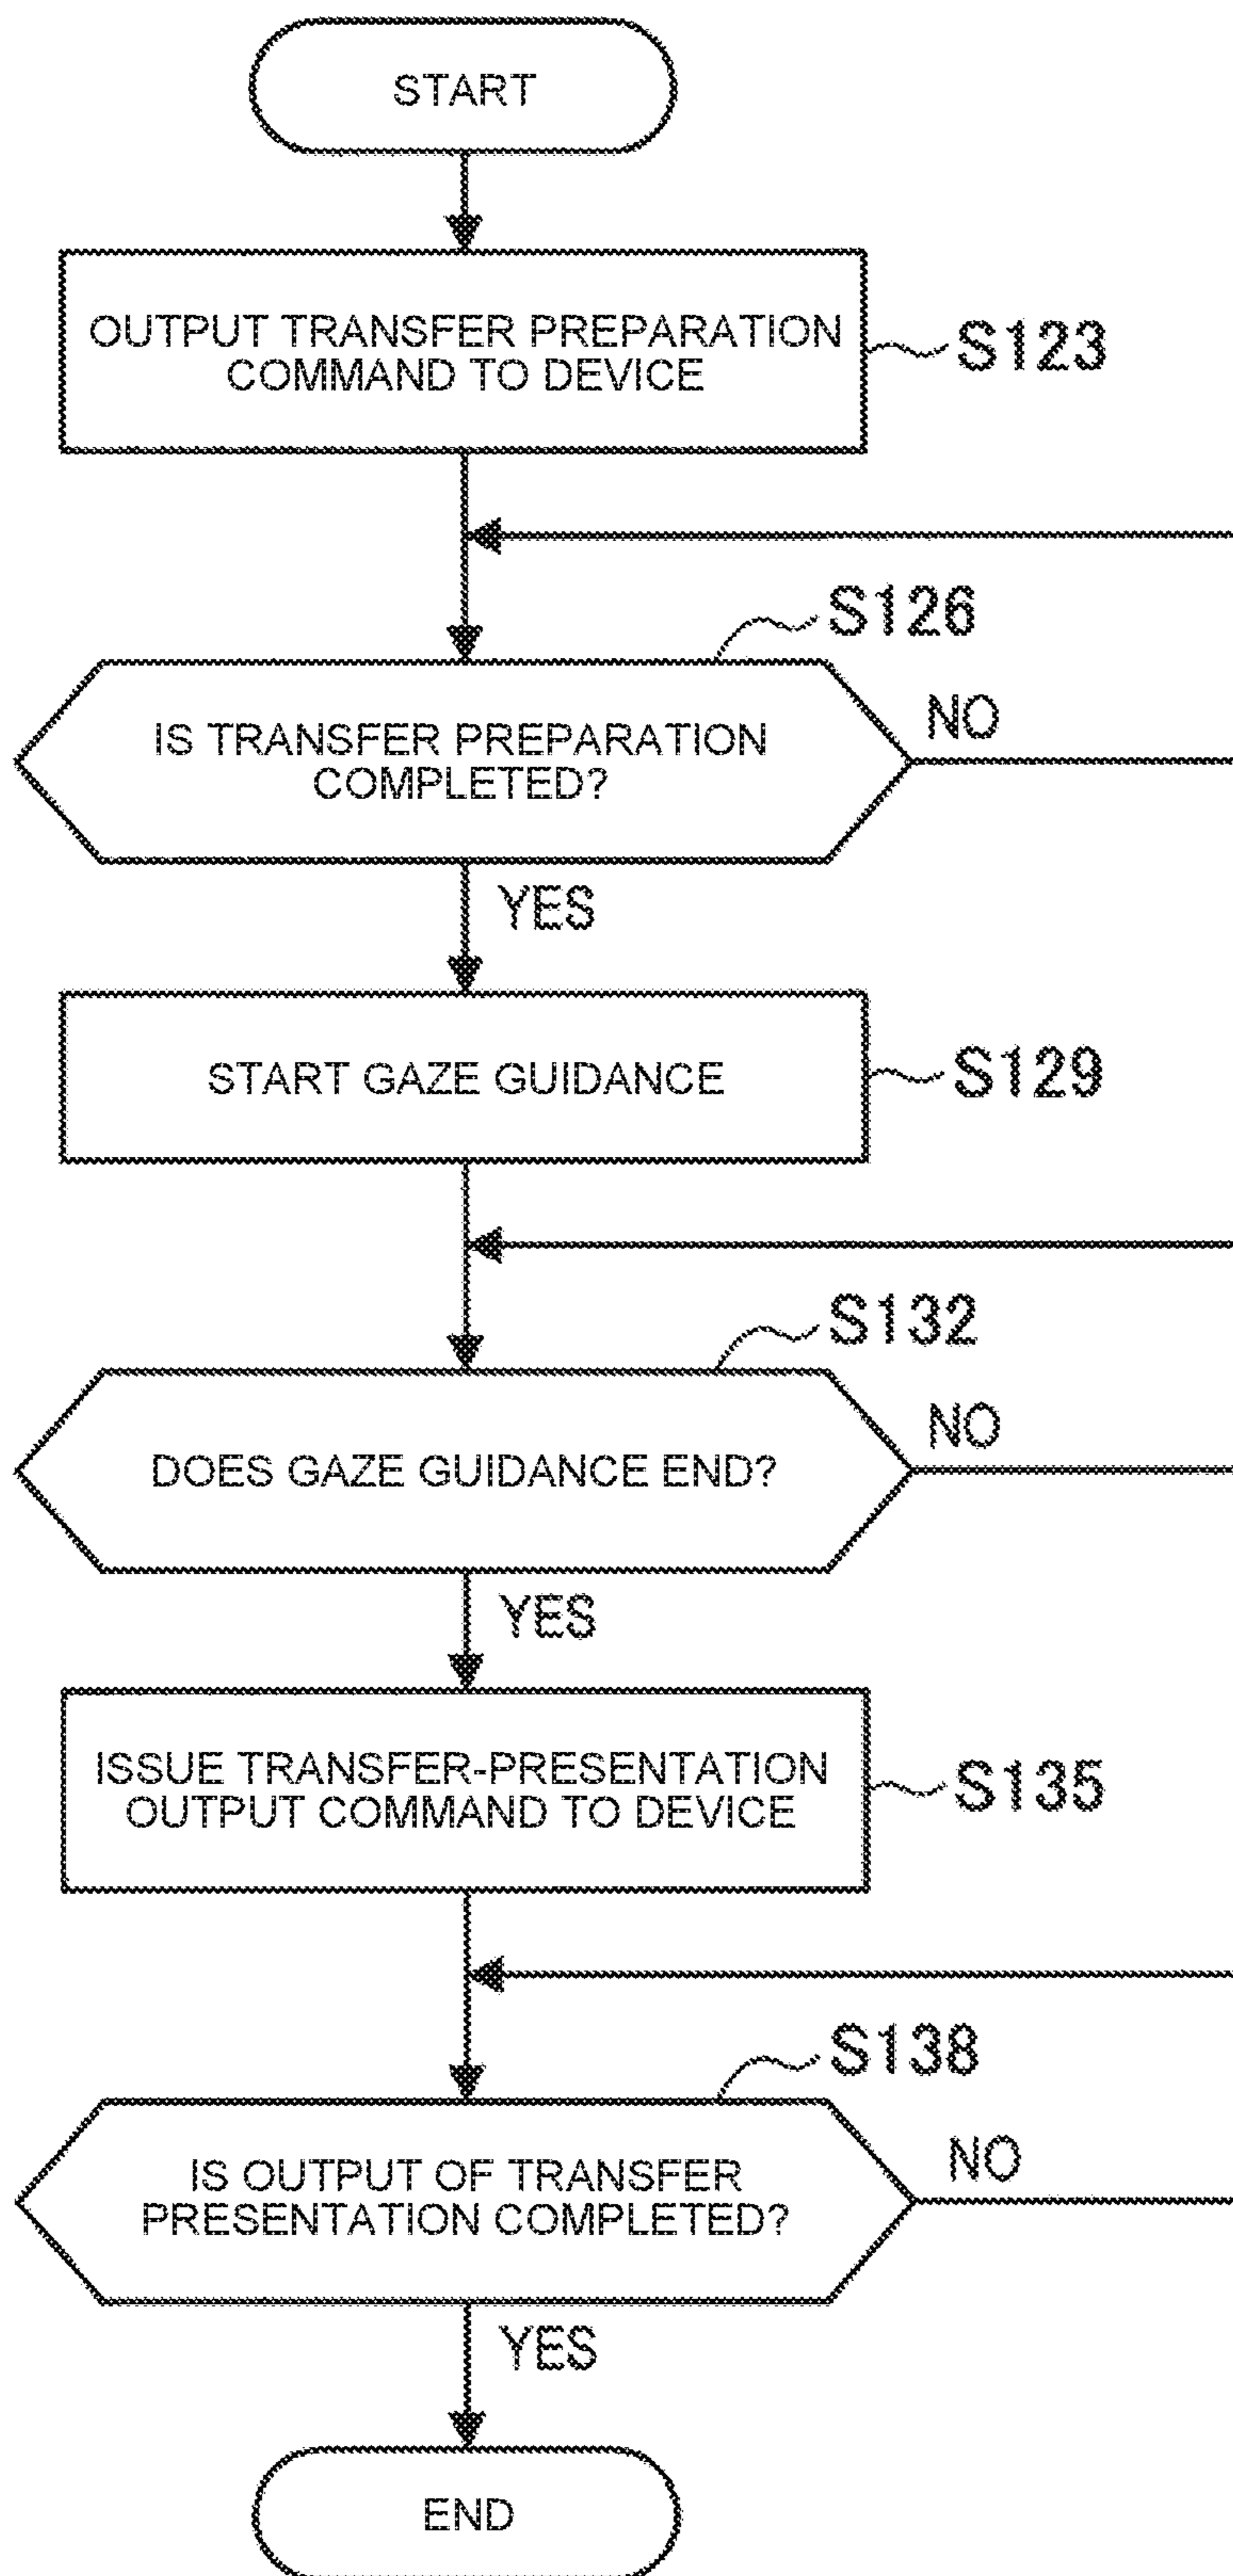 START
OUTPUT TRANSFER PREPARATION
COMMAND TO DEVICE
S123
S126
IS TRANSFER PREPARATION
COMPLETED?
NO
YES
START GAZE GUIDANCE
S129
S132
DOES GAZE GUIDANCE END?
NO
YES
ISSUE TRANSFER-PRESENTATION
OUTPUT COMMAND TO DEVICE
S135
S138
IS OUTPUT OF TRANSFER
PRESENTATION COMPLETED?
NO
YES
END